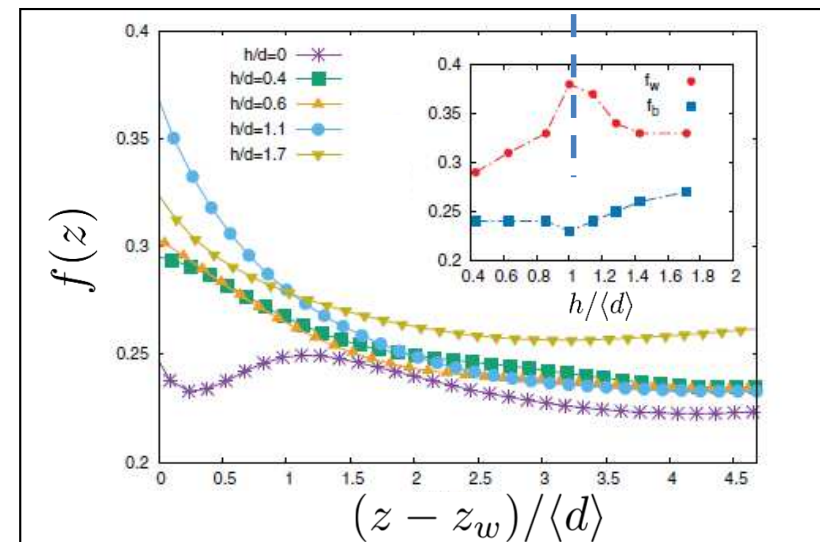 0.4
0.35
0.3
0.25
0.2
f(z)
h/d=0
h/d=0.4
h/d=0.6
h/d=1.1
h/d=1.7
0.4
0.35
0.3
0.25
0.2
f_w
f_b
0.4 0.6 0.8 1 1.2 1.4 1.6 1.8 2
h/⟨d⟩
0 0.5 1 1.5 2 2.5 3 3.5 4 4.5
(z − z_w)/⟨d⟩